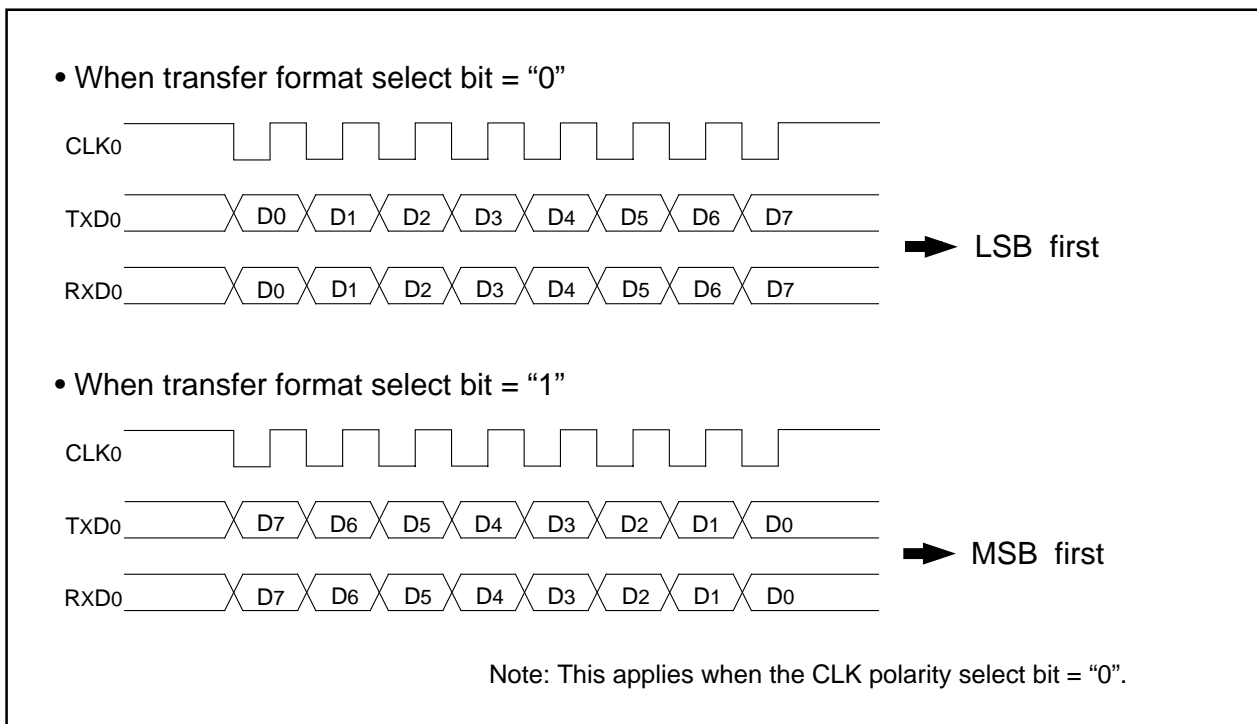 • When transfer format select bit = “0”
CLK0
TXD0 D0 D1 D2 D3 D4 D5 D6 D7
LSB first
RXD0 D0 D1 D2 D3 D4 D5 D6 D7
• When transfer format select bit = “1”
CLK0
TXD0 D7 D6 D5 D4 D3 D2 D1 D0
MSB first
RXD0 D7 D6 D5 D4 D3 D2 D1 D0
Note: This applies when the CLK polarity select bit = “0”.